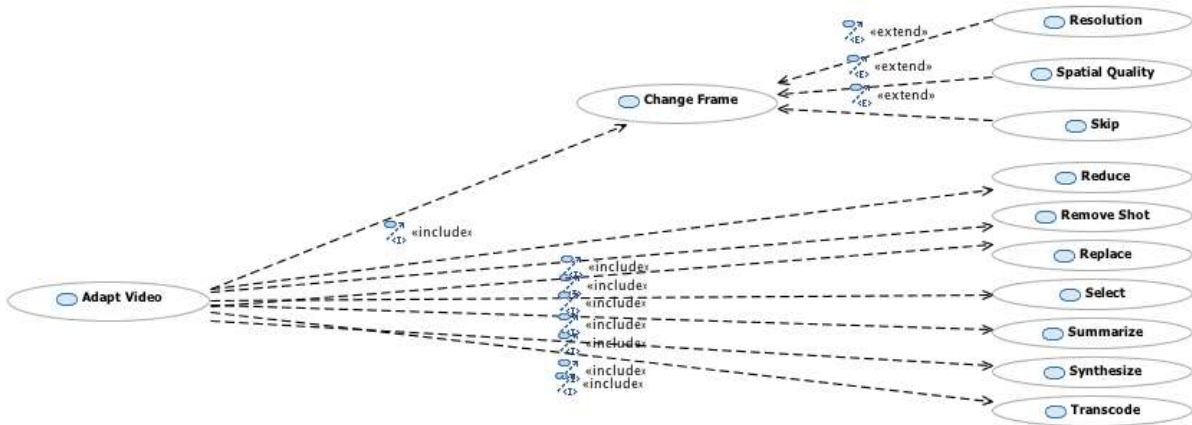 Resolution
«extend»
«extend»
Spatial Quality
«extend»
Change Frame
Skip
Reduce
Remove Shot
«include»
Replace
«include»
«include»
Select
Adapt Video
«include»
«include»
Summarize
«include»
«include»
Synthesize
«include»
Transcode